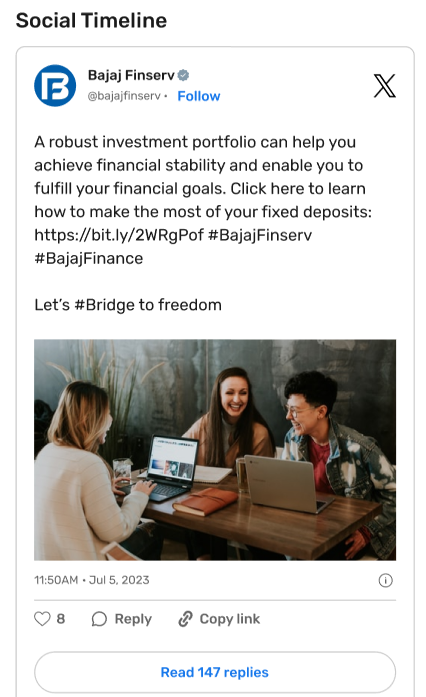 Social Timeline
Bajaj Finserv
@bajajfinserv · Follow
A robust investment portfolio can help you
achieve financial stability and enable you to
fulfill your financial goals. Click here to learn
how to make the most of your fixed deposits:
https://bit.ly/2WRgPof #BajajFinserv
#BajajFinance
Let's #Bridge to freedom
11:50AM • Jul 5, 2023
8 Reply Copy link
Read 147 replies